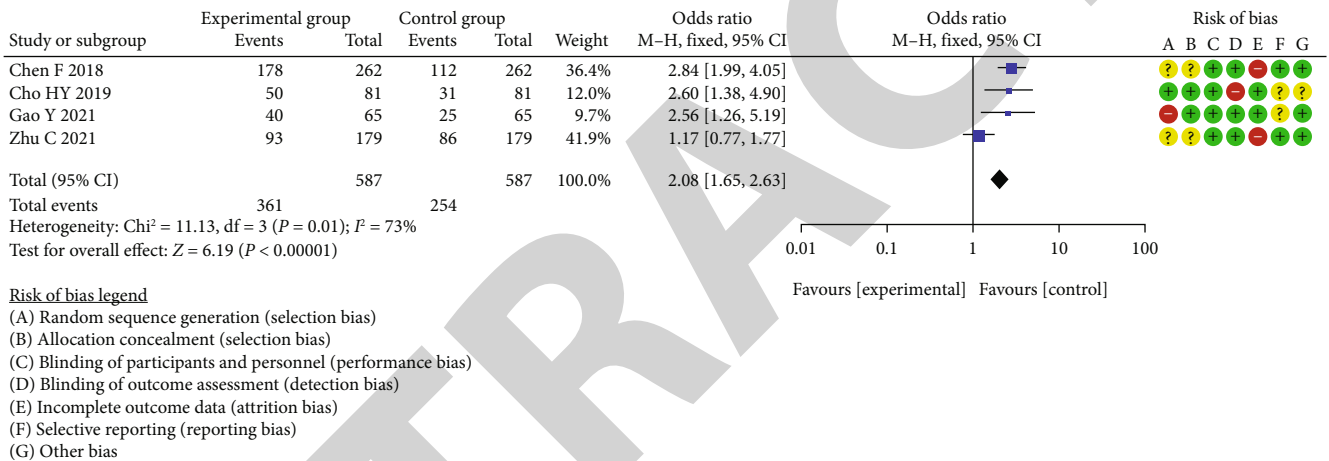 Experimental group Control group Odds ratio Odds ratio Risk of bias
Study or subgroup Events Total Events Total Weight M–H, fixed, 95% CI M–H, fixed, 95% CI A B C D E F G
Chen F 2018 178 262 112 262 36.4% 2.84 [1.99, 4.05] ? ? + + – + +
Cho HY 2019 50 81 31 81 12.0% 2.60 [1.38, 4.90] + + + – + ? ?
Gao Y 2021 40 65 25 65 9.7% 2.56 [1.26, 5.19] – + + + + ? +
Zhu C 2021 93 179 86 179 41.9% 1.17 [0.77, 1.77] ? ? + + – + +
Total (95% CI) 587 587 100.0% 2.08 [1.65, 2.63]
Total events 361 254
Heterogeneity: Chi² = 11.13, df = 3 (P = 0.01); I² = 73%
Test for overall effect: Z = 6.19 (P < 0.00001)
0.01 0.1 1 10 100
Favours [experimental] Favours [control]
Risk of bias legend
(A) Random sequence generation (selection bias)
(B) Allocation concealment (selection bias)
(C) Blinding of participants and personnel (performance bias)
(D) Blinding of outcome assessment (detection bias)
(E) Incomplete outcome data (attrition bias)
(F) Selective reporting (reporting bias)
(G) Other bias
TRAC